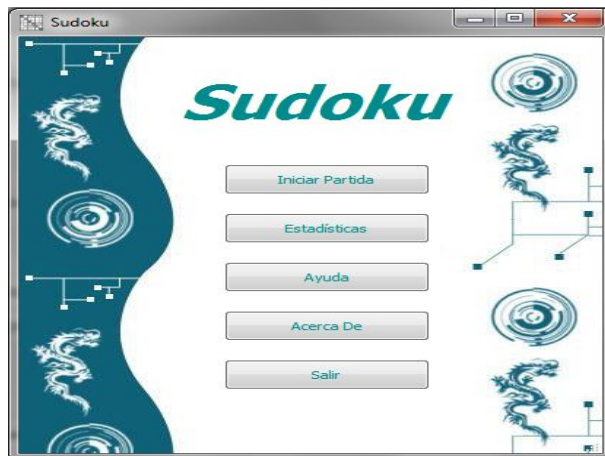 Sudoku
Sudoku
Iniciar Partida
Estadísticas
Ayuda
Acerca De
Salir